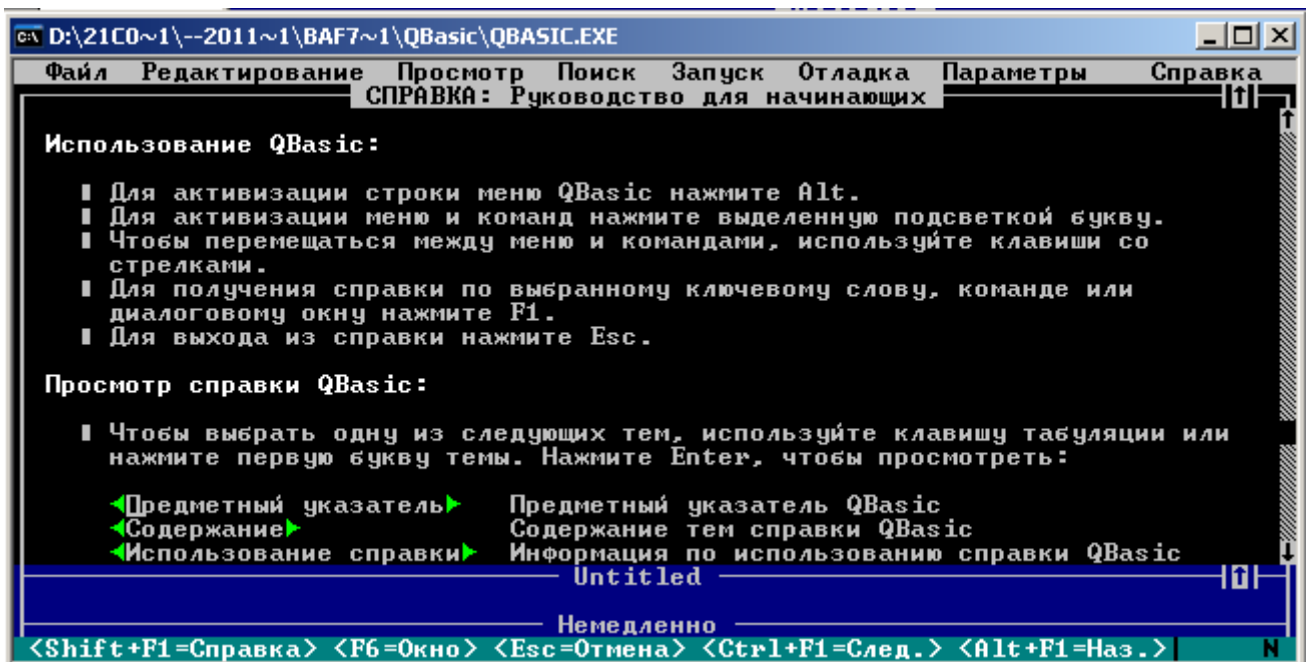 D:\21C0~1\--2011~1\BAF7~1\QBasic\QBASIC.EXE
Файл Редактирование Просмотр Поиск Запуск Отладка Параметры Справка
СПРАВКА: Руководство для начинающих
Использование QBasic:
Для активизации строки меню QBasic нажмите Alt.
Для активизации меню и команд нажмите выделенную подсветкой букву.
Чтобы перемещаться между меню и командами, используйте клавиши со
стрелками.
Для получения справки по выбранному ключевому слову, команде или
диалоговому окну нажмите F1.
Для выхода из справки нажмите Esc.
Просмотр справки QBasic:
Чтобы выбрать одну из следующих тем, используйте клавишу табуляции или
нажмите первую букву темы. Нажмите Enter, чтобы просмотреть:
Предметный указатель Предметный указатель QBasic
Содержание Содержание тем справки QBasic
Использование справки Информация по использованию справки QBasic
Untitled
Немедленно
<Shift+F1=Справка> <F6=Окно> <Esc=Отмена> <Ctrl+F1=След.> <Alt+F1=Наз.> N